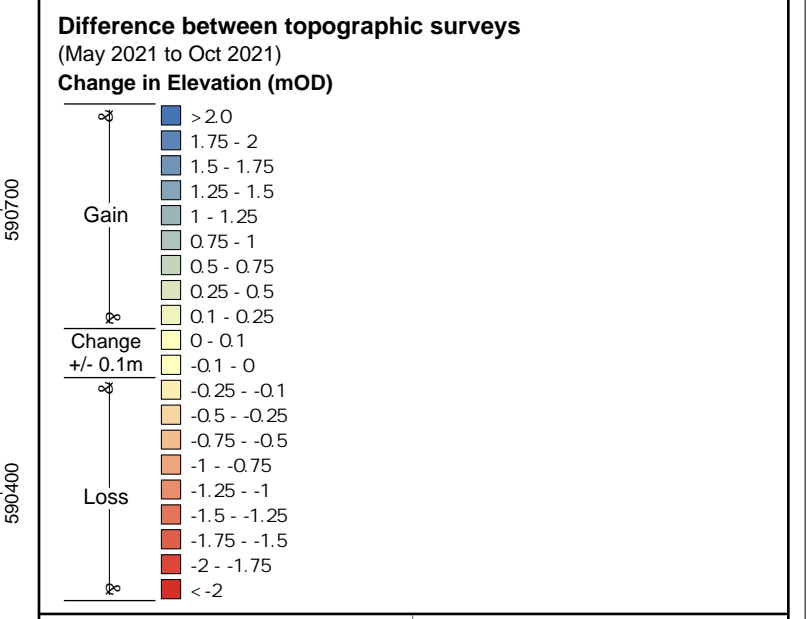 Difference between topographic surveys
(May 2021 to Oct 2021)
Change in Elevation (mOD)
>2.0
1.75 - 2
1.5 - 1.75
1.25 - 1.5
Gain
1 - 1.25
0.75 - 1
0.5 - 0.75
0.25 - 0.5
0.1 - 0.25
Change
+/- 0.1m
0 - 0.1
-0.1 - 0
-0.25 - -0.1
-0.5 - -0.25
-0.75 - -0.5
-1 - -0.75
-1.25 - -1
Loss
-1.5 - -1.25
-1.75 - -1.5
-2 - -1.75
<-2
590700
590400